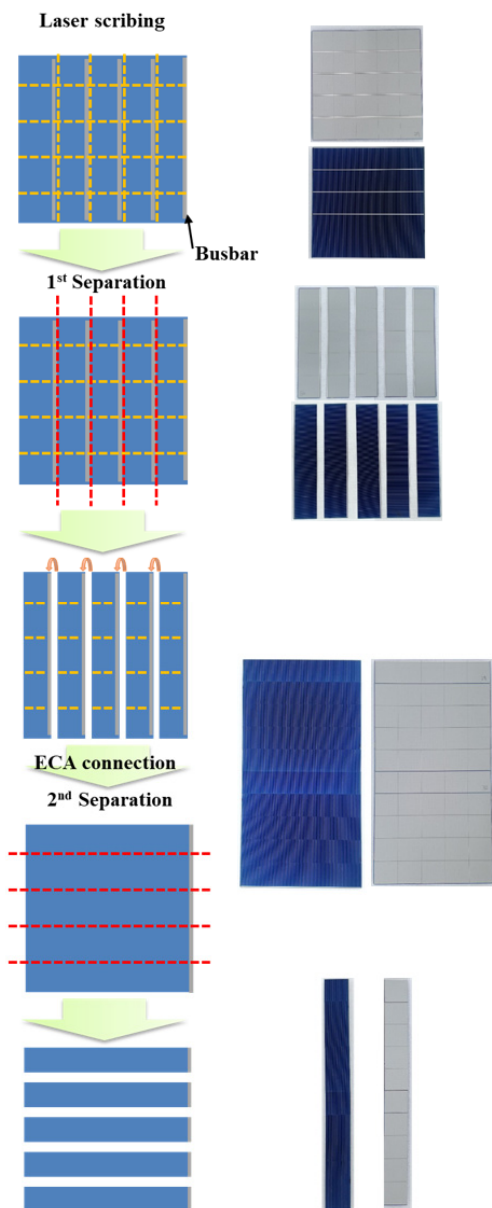 Laser scribing
Busbar
1st Separation
ECA connection
2nd Separation